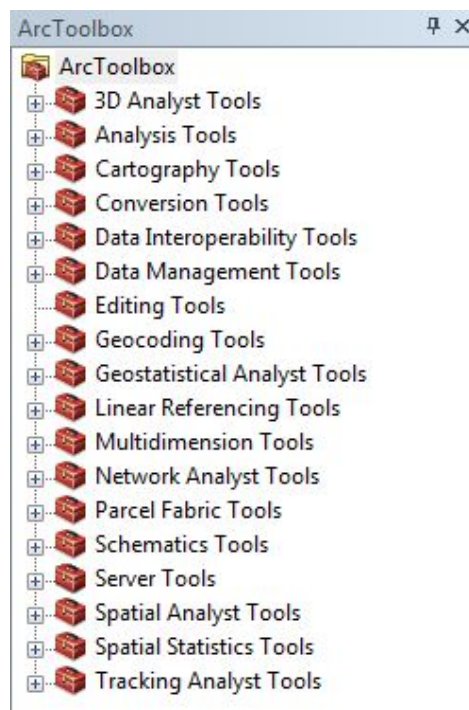 ArcToolbox
ArcToolbox
3D Analyst Tools
Analysis Tools
Cartography Tools
Conversion Tools
Data Interoperability Tools
Data Management Tools
Editing Tools
Geocoding Tools
Geostatistical Analyst Tools
Linear Referencing Tools
Multidimension Tools
Network Analyst Tools
Parcel Fabric Tools
Schematics Tools
Server Tools
Spatial Analyst Tools
Spatial Statistics Tools
Tracking Analyst Tools